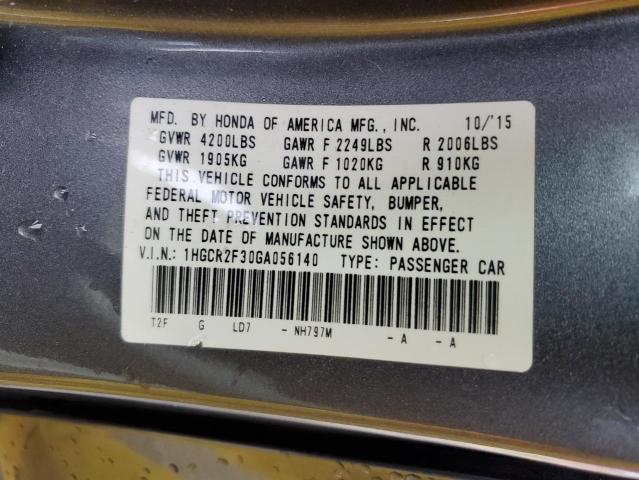 MFD. BY HONDA OF AMERICA MFG., INC. 10/'15
GVWR 4200LBS GAWR F 2249LBS R 2006LBS
GVWR 1905KG GAWR F 1020KG R 910KG
THIS VEHICLE CONFORMS TO ALL APPLICABLE
FEDERAL MOTOR VEHICLE SAFETY, BUMPER,
AND THEFT PREVENTION STANDARDS IN EFFECT
ON THE DATE OF MANUFACTURE SHOWN ABOVE.
V.I.N.: 1HGCR2F30GA056140 TYPE: PASSENGER CAR
T2F G LD7 - NH797M - A - A